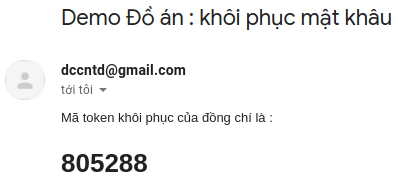 Demo Đồ án : khôi phục mật khâu
dccntd@gmail.com
tới tôi
Mã token khôi phục của đồng chí là :
805288